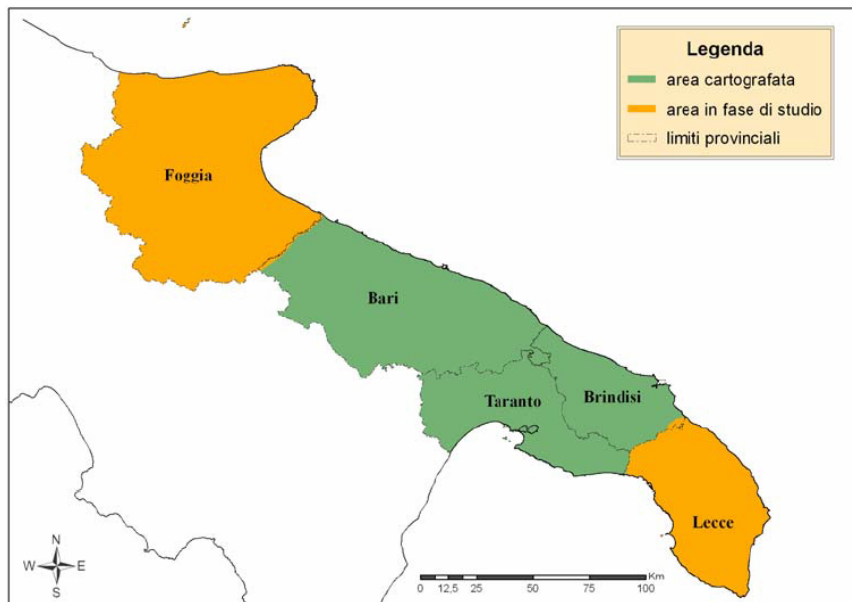 Legenda
area cartografata
area in fase di studio
limiti provinciali
Foggia
Bari
Taranto
Brindisi
Lecce
N
W E
S
Km
0 12,5 25 50 75 100